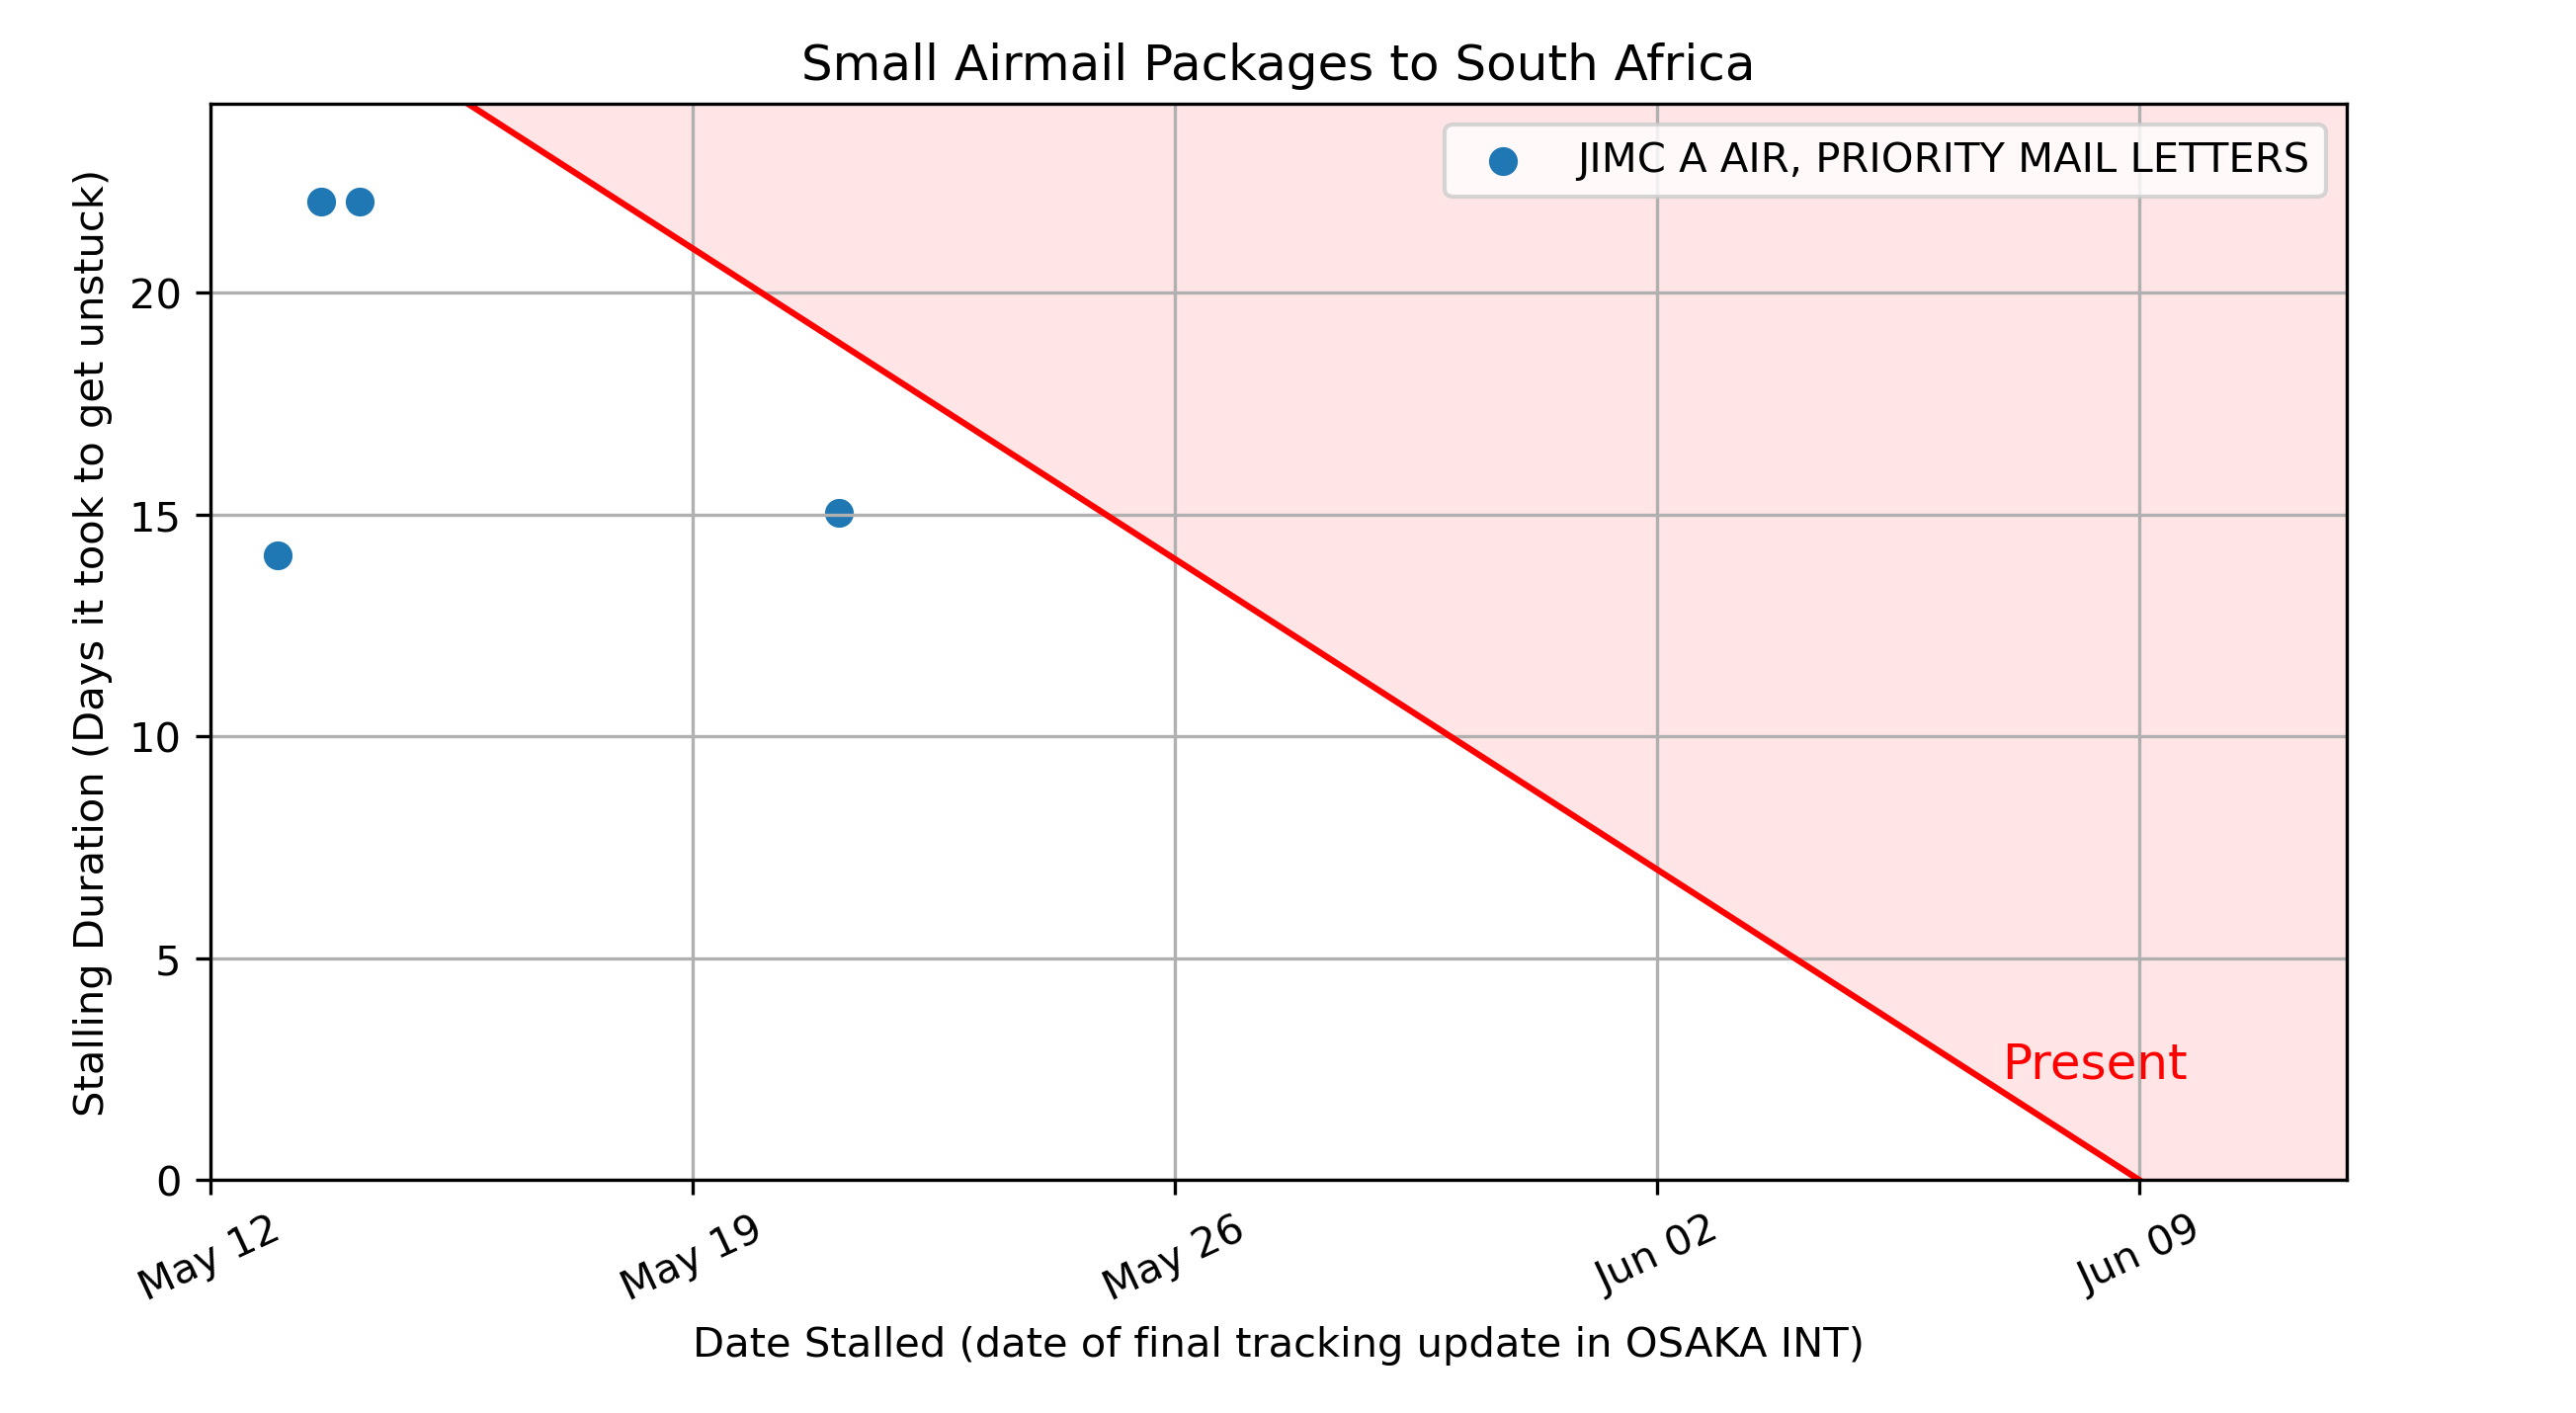 Small Airmail Packages to South Africa
JIMC A AIR, PRIORITY MAIL LETTERS
Stalling Duration (Days it took to get unstuck)
20
15
10
5
0
Present
May 12
May 19
May 26
Jun 02
Jun 09
Date Stalled (date of final tracking update in OSAKA INT)